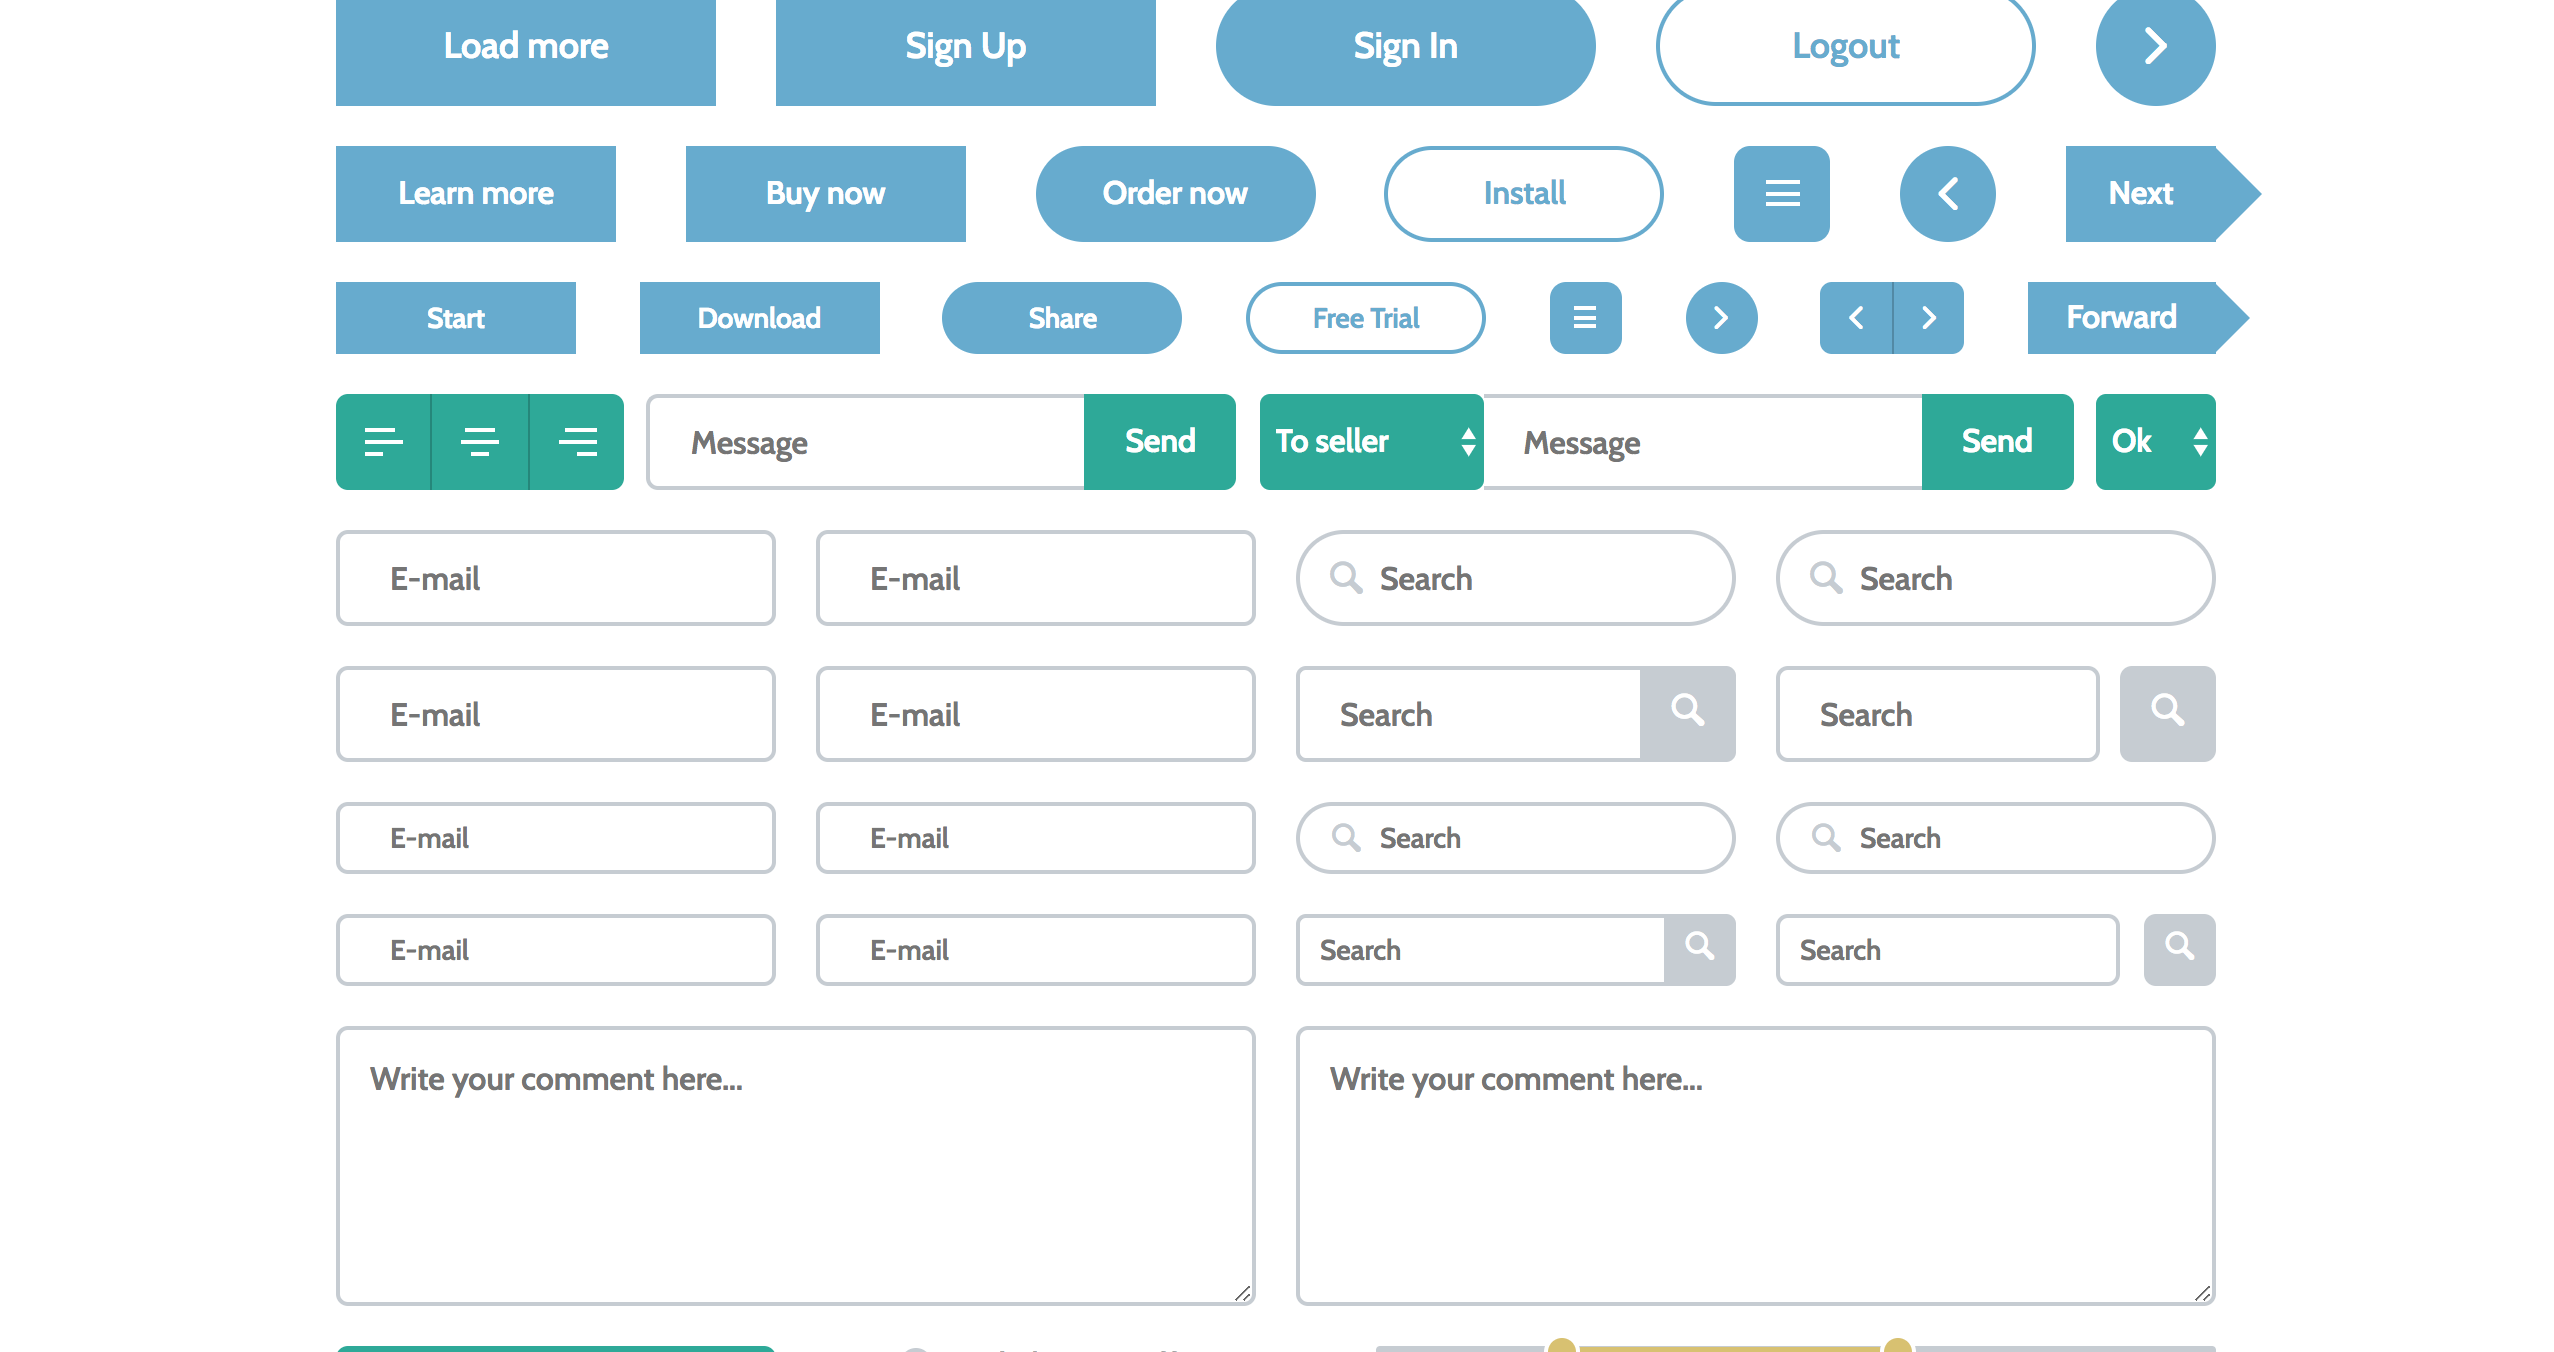 Load more
Sign Up
Sign In
Logout
Learn more
Buy now
Order now
Install
Next
Start
Download
Share
Free Trial
Forward
Message
Send
To seller
Message
Send
Ok
E-mail
E-mail
Search
Search
E-mail
E-mail
Search
Search
E-mail
E-mail
Search
Search
E-mail
E-mail
Search
Search
Write your comment here...
Write your comment here...